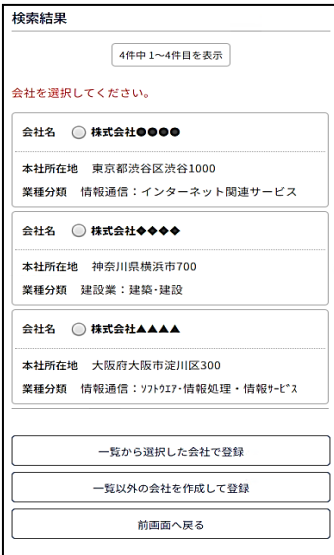 検索結果
4件中 1～4件目を表示
会社を選択してください。
会社名 株式会社●●●●
本社所在地 東京都渋谷区渋谷1000
業種分類 情報通信：インターネット関連サービス
会社名 株式会社◆◆◆◆
本社所在地 神奈川県横浜市700
業種分類 建設業：建築･建設
会社名 株式会社▲▲▲▲
本社所在地 大阪府大阪市淀川区300
業種分類 情報通信：ｿﾌﾄｳｴｱ･情報処理・情報ｻｰﾋﾞｽ
一覧から選択した会社で登録
一覧以外の会社を作成して登録
前画面へ戻る